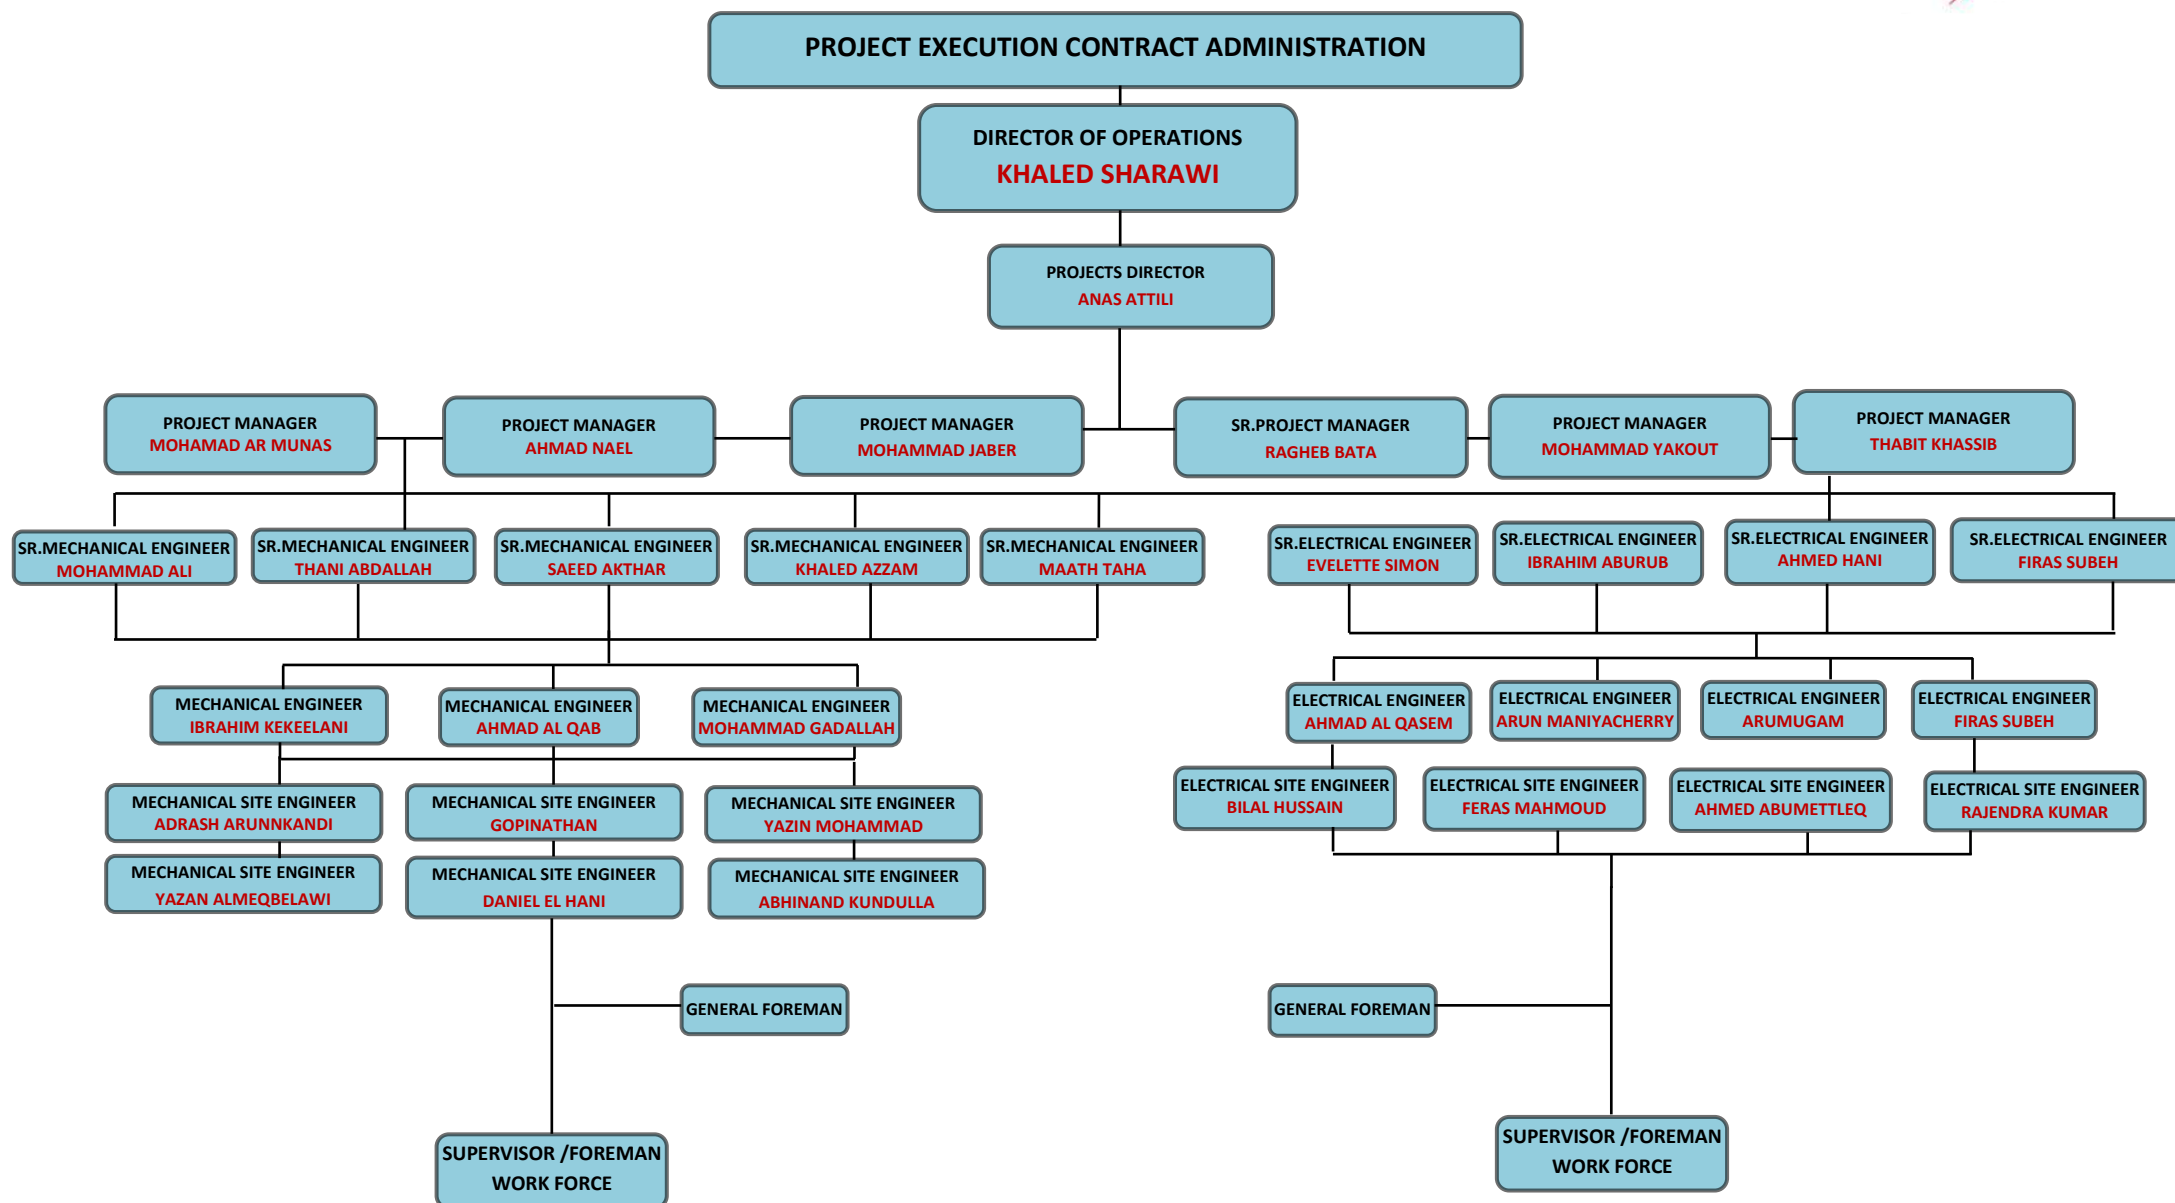 PROJECT EXECUTION CONTRACT ADMINISTRATION
DIRECTOR OF OPERATIONS
KHALED SHARAWI
PROJECTS DIRECTOR
ANAS ATTILI
PROJECT MANAGER
MOHAMAD AR MUNAS
PROJECT MANAGER
AHMAD NAEL
PROJECT MANAGER
MOHAMMAD JABER
SR.PROJECT MANAGER
RAGHEB BATA
PROJECT MANAGER
MOHAMMAD YAKOUT
PROJECT MANAGER
THABIT KHASSIB
SR.MECHANICAL ENGINEER
MOHAMMAD ALI
SR.MECHANICAL ENGINEER
THANI ABDALLAH
SR.MECHANICAL ENGINEER
SAEED AKTHAR
SR.MECHANICAL ENGINEER
KHALED AZZAM
SR.MECHANICAL ENGINEER
MAATH TAHA
SR.ELECTRICAL ENGINEER
EVELETTE SIMON
SR.ELECTRICAL ENGINEER
IBRAHIM ABURUB
SR.ELECTRICAL ENGINEER
AHMED HANI
SR.ELECTRICAL ENGINEER
FIRAS SUBEH
MECHANICAL ENGINEER
IBRAHIM KEKEELANI
MECHANICAL ENGINEER
AHMAD AL QAB
MECHANICAL ENGINEER
MOHAMMAD GADALLAH
ELECTRICAL ENGINEER
AHMAD AL QASEM
ELECTRICAL ENGINEER
ARUN MANIYACHERRY
ELECTRICAL ENGINEER
ARUMUGAM
ELECTRICAL ENGINEER
FIRAS SUBEH
MECHANICAL SITE ENGINEER
ADRASH ARUNNKANDI
MECHANICAL SITE ENGINEER
GOPINATHAN
MECHANICAL SITE ENGINEER
YAZIN MOHAMMAD
ELECTRICAL SITE ENGINEER
BILAL HUSSAIN
ELECTRICAL SITE ENGINEER
FERAS MAHMOUD
ELECTRICAL SITE ENGINEER
AHMED ABUMETTLEQ
ELECTRICAL SITE ENGINEER
RAJENDRA KUMAR
MECHANICAL SITE ENGINEER
YAZAN ALMEQBELAWI
MECHANICAL SITE ENGINEER
DANIEL EL HANI
MECHANICAL SITE ENGINEER
ABHINAND KUNDULLA
GENERAL FOREMAN
GENERAL FOREMAN
SUPERVISOR /FOREMAN
WORK FORCE
SUPERVISOR /FOREMAN
WORK FORCE